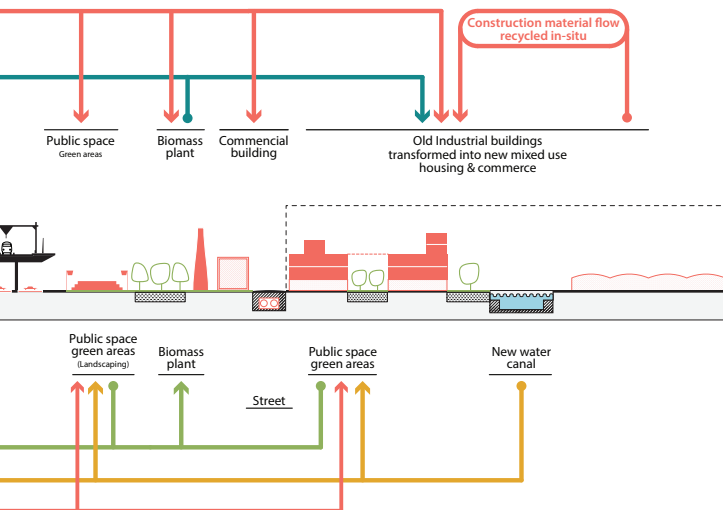 Construction material flow
recycled in-situ
Public space
Green areas
Biomass
plant
Commencial
building
Old Industrial buildings
transformed into new mixed use
housing & commerce
Public space
green areas
(Landscaping)
Biomass
plant
Street
Public space
green areas
New water
canal